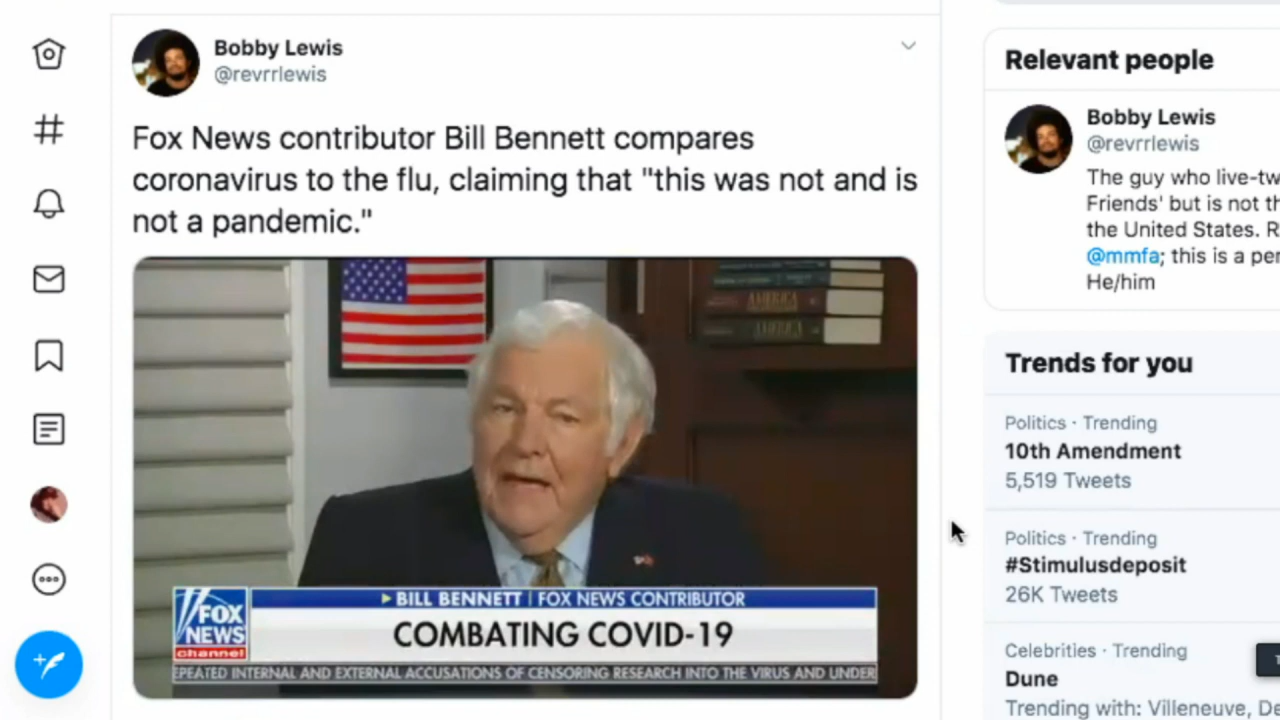 Bobby Lewis
@revrrlewis
Fox News contributor Bill Bennett compares
coronavirus to the flu, claiming that "this was not and is
not a pandemic."
AMERICA
AMERICA
FOX
NEWS
channel
BILL BENNETT | FOX NEWS CONTRIBUTOR
COMBATING COVID-19
EPEATED INTERNAL AND EXTERNAL ACCUSATIONS OF CENSORING RESEARCH INTO THE VIRUS AND UNDER
Relevant people
Bobby Lewis
@revrrlewis
The guy who live-tw
Friends' but is not th
the United States. R
@mmfa; this is a per
He/him
Trends for you
Politics · Trending
10th Amendment
5,519 Tweets
Politics · Trending
#Stimulusdeposit
26K Tweets
Celebrities · Trending
Dune
Trending with: Villeneuve, De